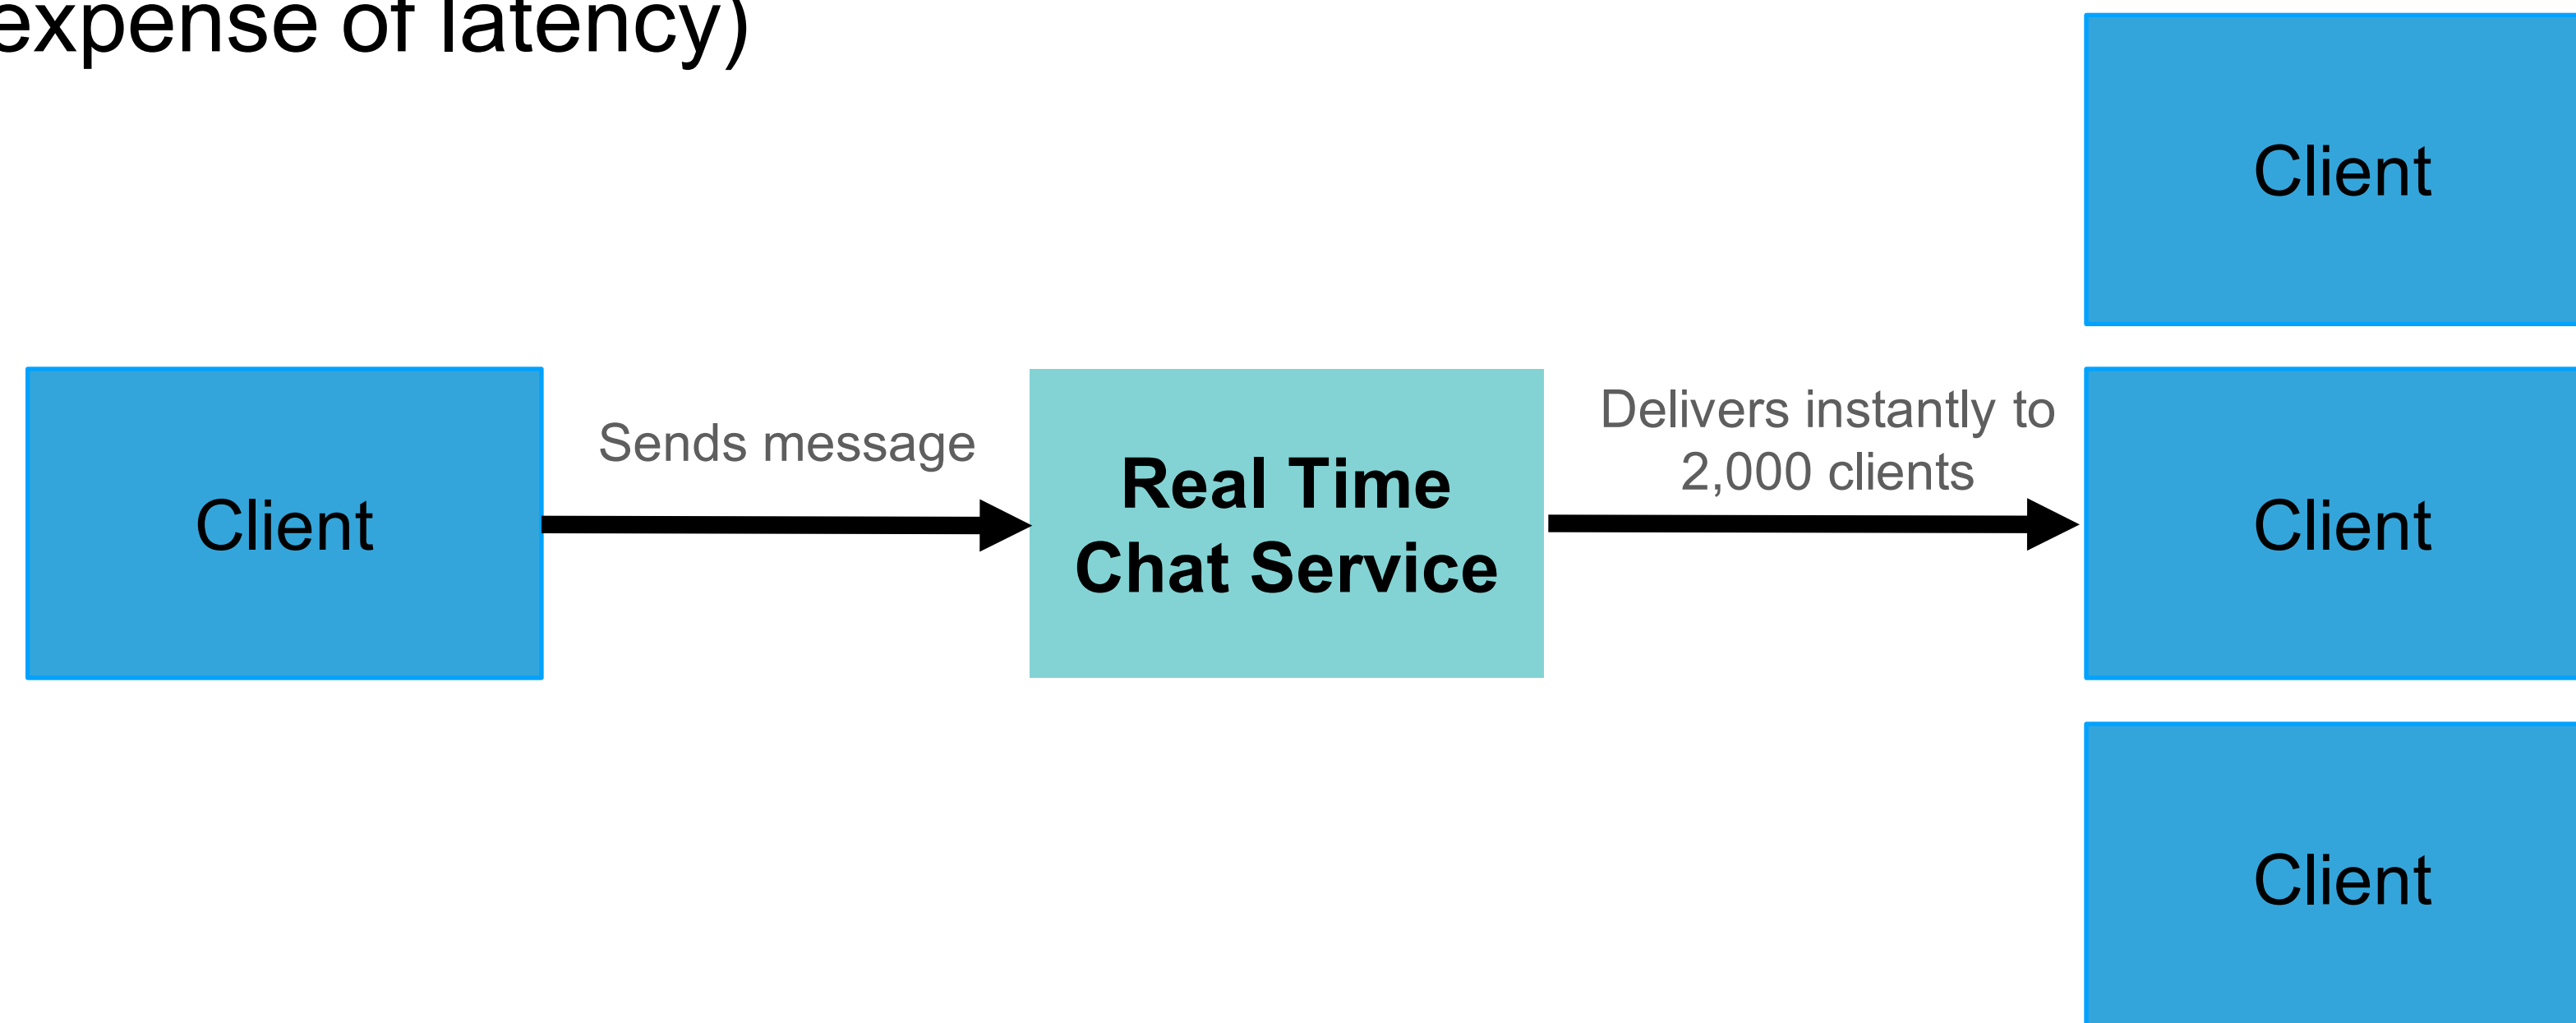 expense of latency)
Client
Sends message
Real Time
Chat Service
Delivers instantly to
2,000 clients
Client
Client
Client